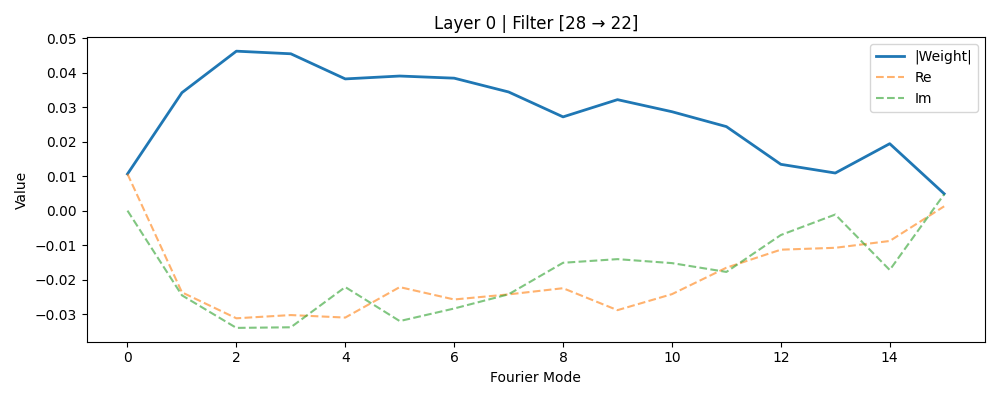 Layer 0 | Filter [28 → 22]
0.05
0.04
0.03
0.02
0.01
0.00
−0.01
−0.02
−0.03
Value
|Weight|
Re
Im
0 2 4 6 8 10 12 14
Fourier Mode